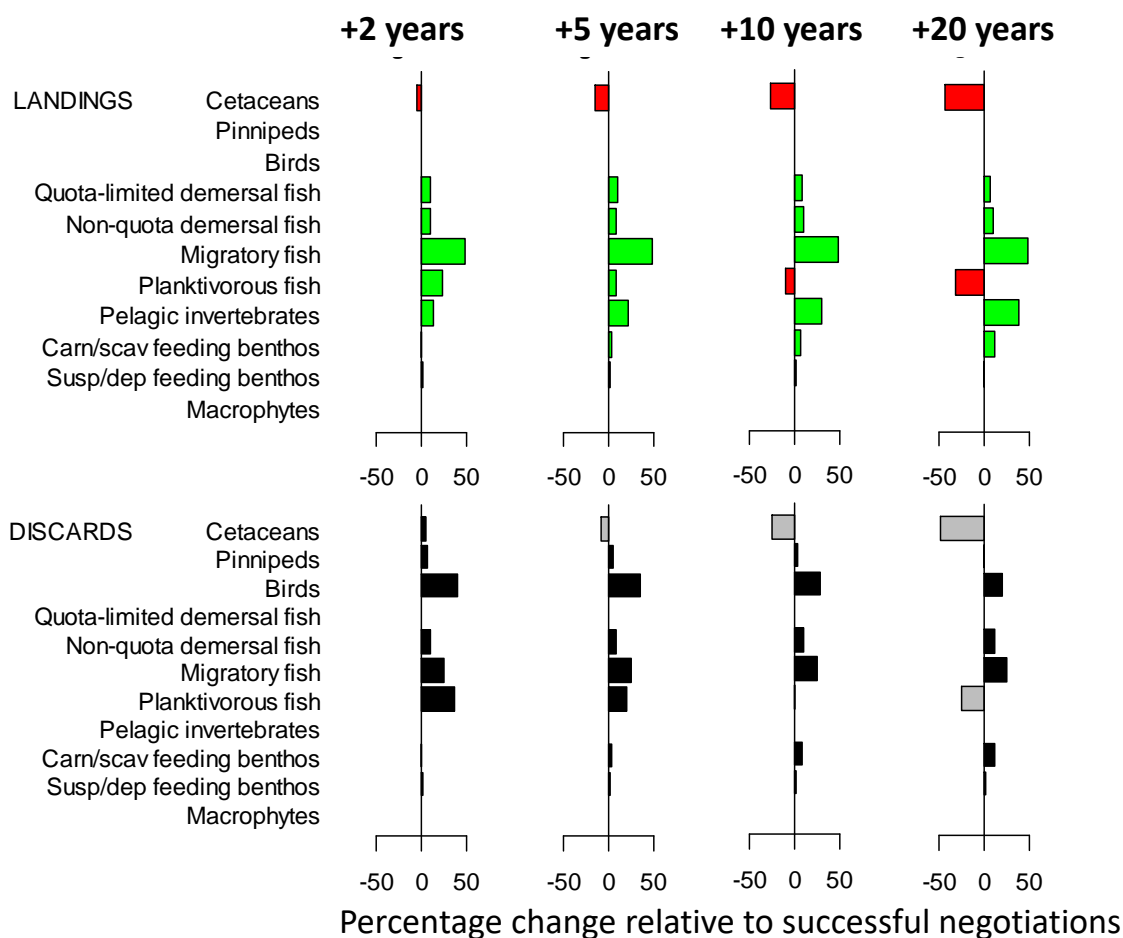 +2 years +5 years +10 years +20 years
LANDINGS Cetaceans
Pinnipeds
Birds
Quota-limited demersal fish
Non-quota demersal fish
Migratory fish
Planktivorous fish
Pelagic invertebrates
Carn/scav feeding benthos
Susp/dep feeding benthos
Macrophytes
-50 0 50 -50 0 50 -50 0 50 -50 0 50
DISCARDS Cetaceans
Pinnipeds
Birds
Quota-limited demersal fish
Non-quota demersal fish
Migratory fish
Planktivorous fish
Pelagic invertebrates
Carn/scav feeding benthos
Susp/dep feeding benthos
Macrophytes
-50 0 50 -50 0 50 -50 0 50 -50 0 50
Percentage change relative to successful negotiations